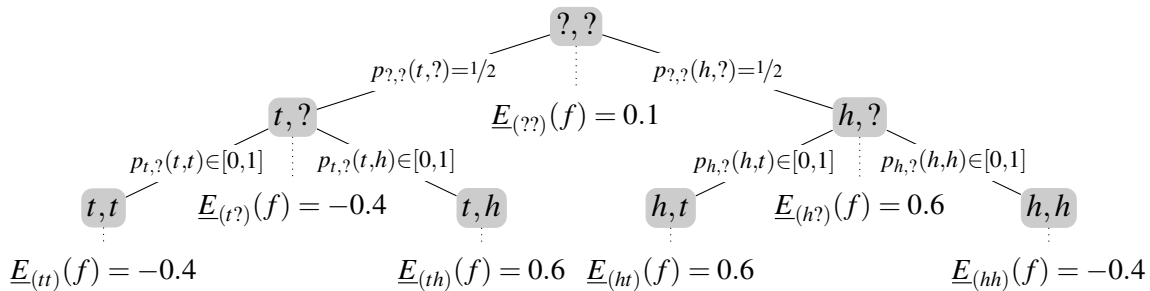 ?,?
p?,?(t,?)=1/2 p?,?(h,?)=1/2
t,? E(??)(f) = 0.1 h,?
pt,?(t,t)∈[0,1] pt,?(t,h)∈[0,1] ph,?(h,t)∈[0,1] ph,?(h,h)∈[0,1]
t,t E(t?)(f) = −0.4 t,h h,t E(h?)(f) = 0.6 h,h
E(tt)(f) = −0.4 E(th)(f) = 0.6 E(ht)(f) = 0.6 E(hh)(f) = −0.4